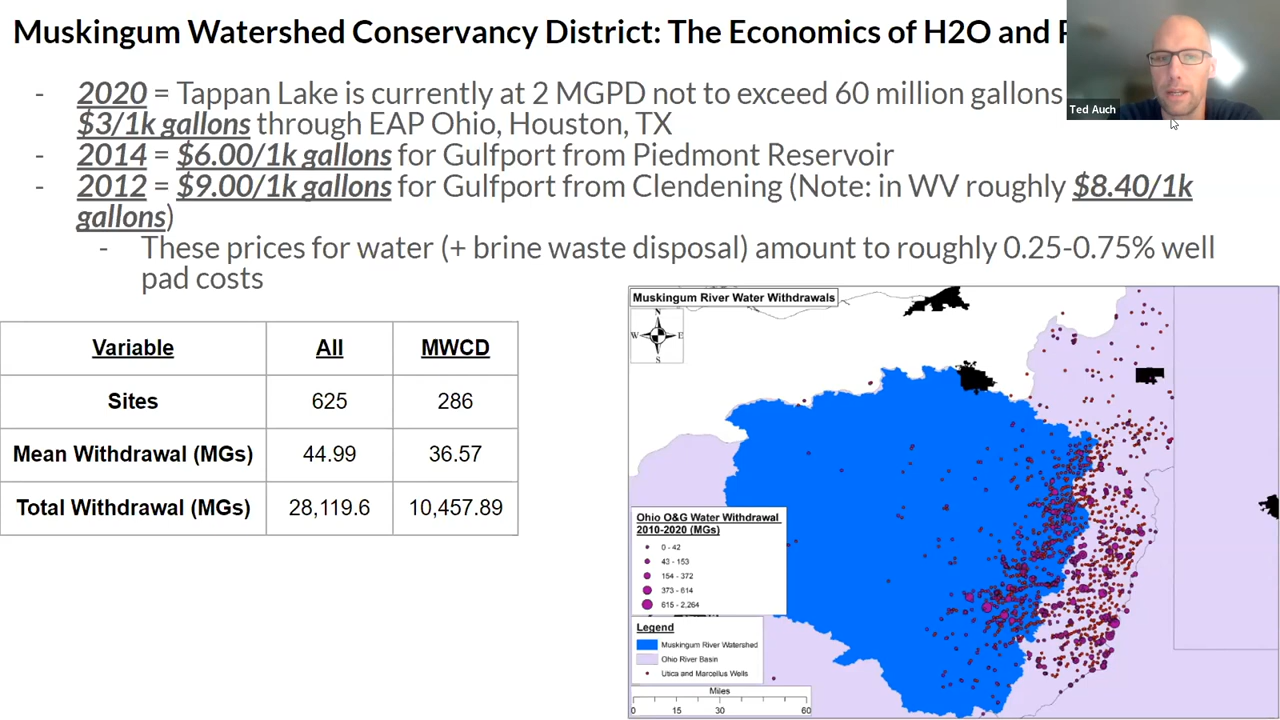 Muskingum Watershed Conservancy District: The Economics of H2O and
Ted Auch
- 2020 = Tappan Lake is currently at 2 MGPD not to exceed 60 million gallons
$3/1k gallons through EAP Ohio, Houston, TX
- 2014 = $6.00/1k gallons for Gulfport from Piedmont Reservoir
- 2012 = $9.00/1k gallons for Gulfport from Clendening (Note: in WV roughly $8.40/1k
gallons)
- These prices for water (+ brine waste disposal) amount to roughly 0.25-0.75% well
pad costs
Variable All MWCD
Sites 625 286
Mean Withdrawal (MGs) 44.99 36.57
Total Withdrawal (MGs) 28,119.6 10,457.89
Muskingum River Water Withdrawals
N
W E
S
Ohio O&G Water Withdrawal
2010-2020 (MGs)
0 - 42
43 - 153
154 - 372
373 - 614
615 - 2,264
Legend
Muskingum River Watershed
Ohio River Basin
Utica and Marcellus Wells
Miles
0 15 30 60